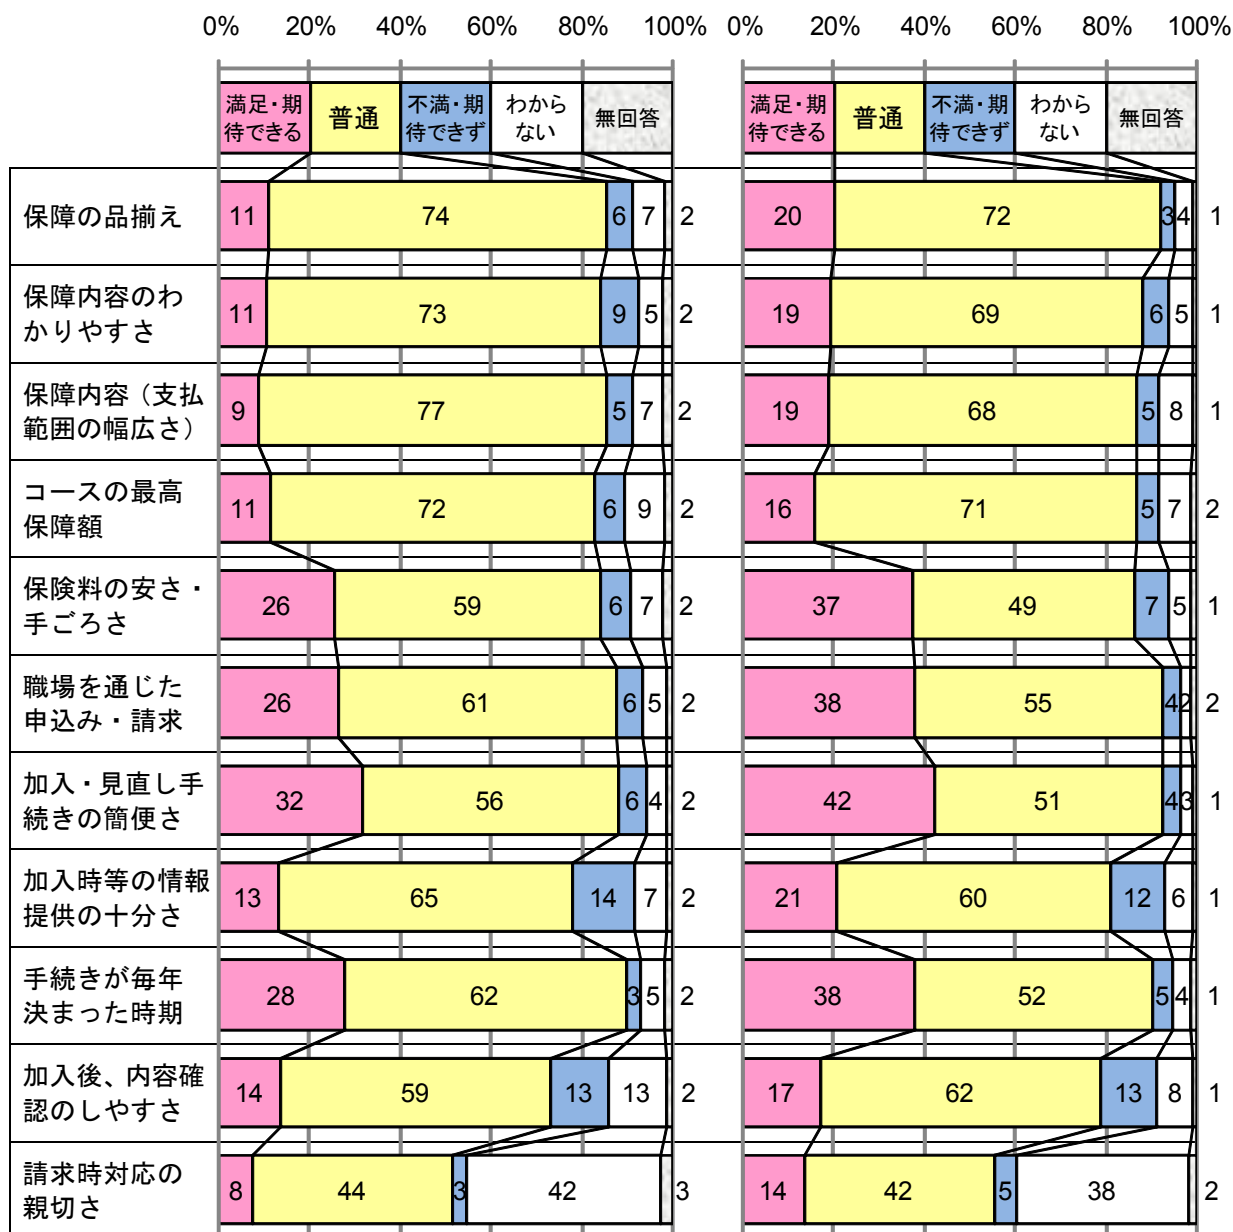 0% 20% 40% 60% 80% 100% 0% 20% 40% 60% 80% 100%
満足・期 普通 不満・期 わから 無回答 満足・期 普通 不満・期 わから 無回答
待できる 待できず ない 待できる 待できず ない
保障の品揃え 11 74 6 7 2 20 72 3 4 1
保障内容のわ
かりやすさ 11 73 9 5 2 19 69 6 5 1
保障内容（支払
範囲の幅広さ） 9 77 5 7 2 19 68 5 8 1
コースの最高
保障額 11 72 6 9 2 16 71 5 7 2
保険料の安さ・
手ごろさ 26 59 6 7 2 37 49 7 5 1
職場を通じた
申込み・請求 26 61 6 5 2 38 55 4 2 2
加入・見直し手
続きの簡便さ 32 56 6 4 2 42 51 4 3 1
加入時等の情報
提供の十分さ 13 65 14 7 2 21 60 12 6 1
手続きが毎年
決まった時期 28 62 3 5 2 38 52 5 4 1
加入後、内容確
認のしやすさ 14 59 13 13 2 17 62 13 8 1
請求時対応の
親切さ 8 44 3 42 3 14 42 5 38 2